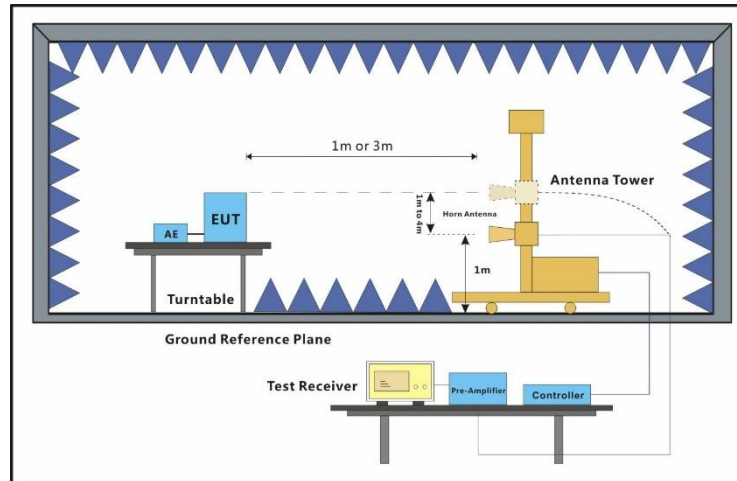 1m or 3m
Antenna Tower
1m to 4m
Horn Antenna
EUT
AE
1m
Turntable
Ground Reference Plane
Test Receiver
Pre-Amplifier
Controller